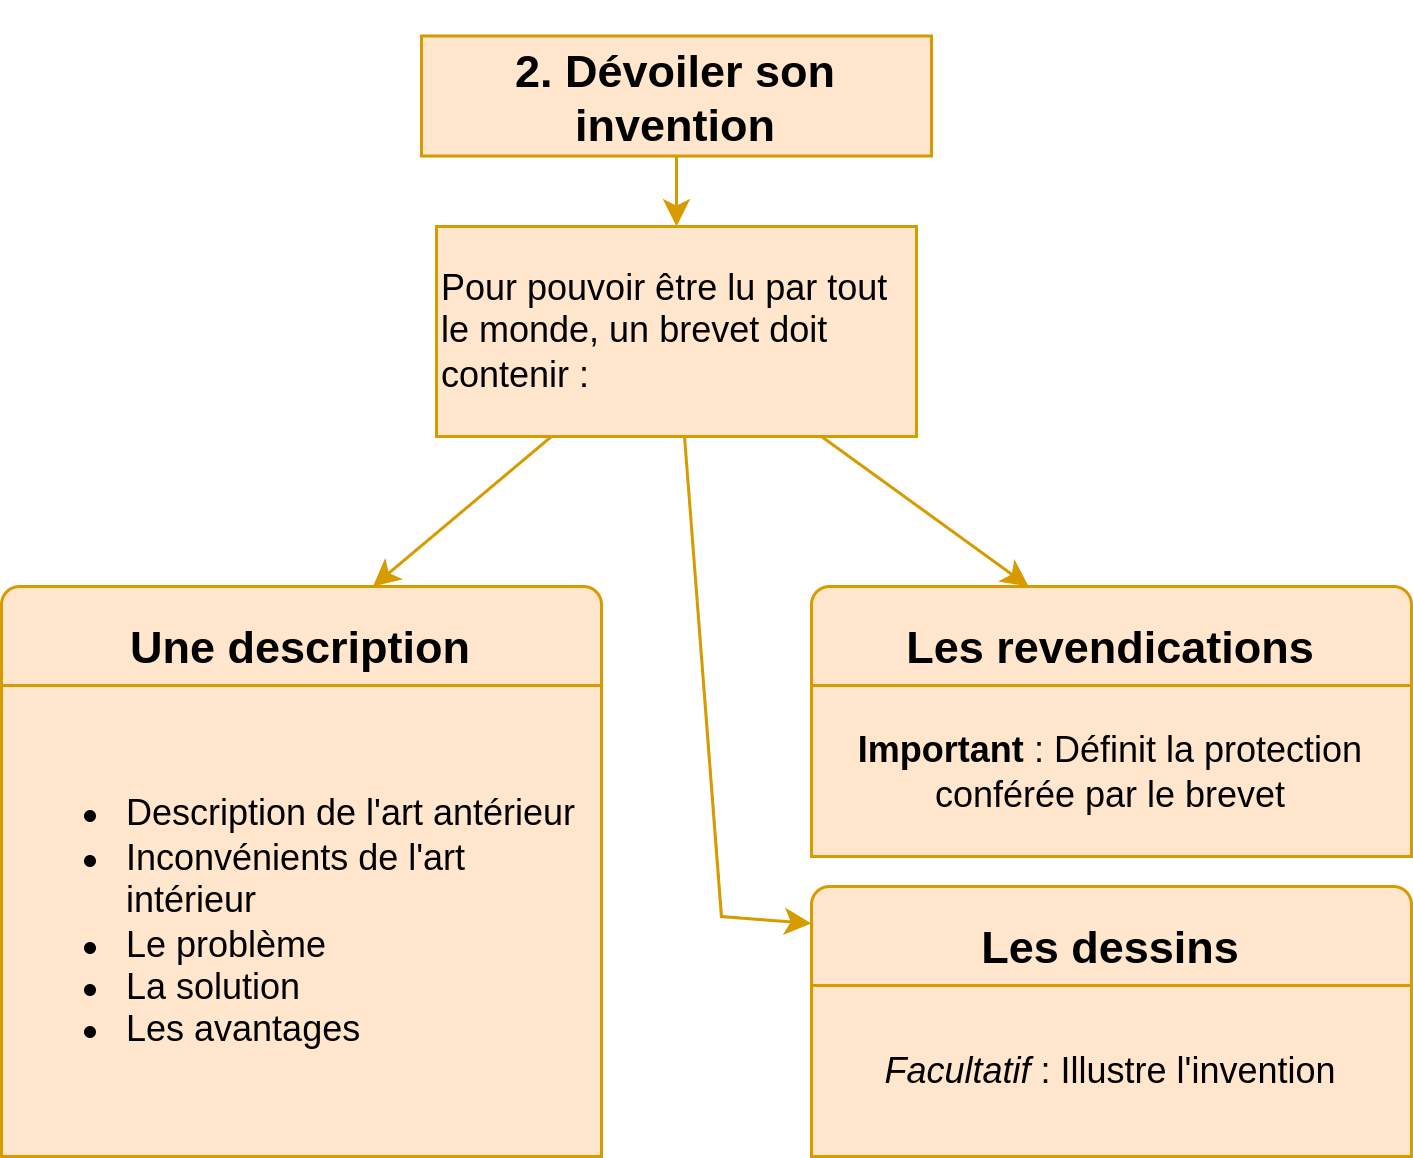 2. Dévoiler son
invention
Pour pouvoir être lu par tout
le monde, un brevet doit
contenir :
Une description
Description de l'art antérieur
Inconvénients de l'art
intérieur
Le problème
La solution
Les avantages
Les revendications
Important : Définit la protection
conférée par le brevet
Les dessins
Facultatif : Illustre l'invention